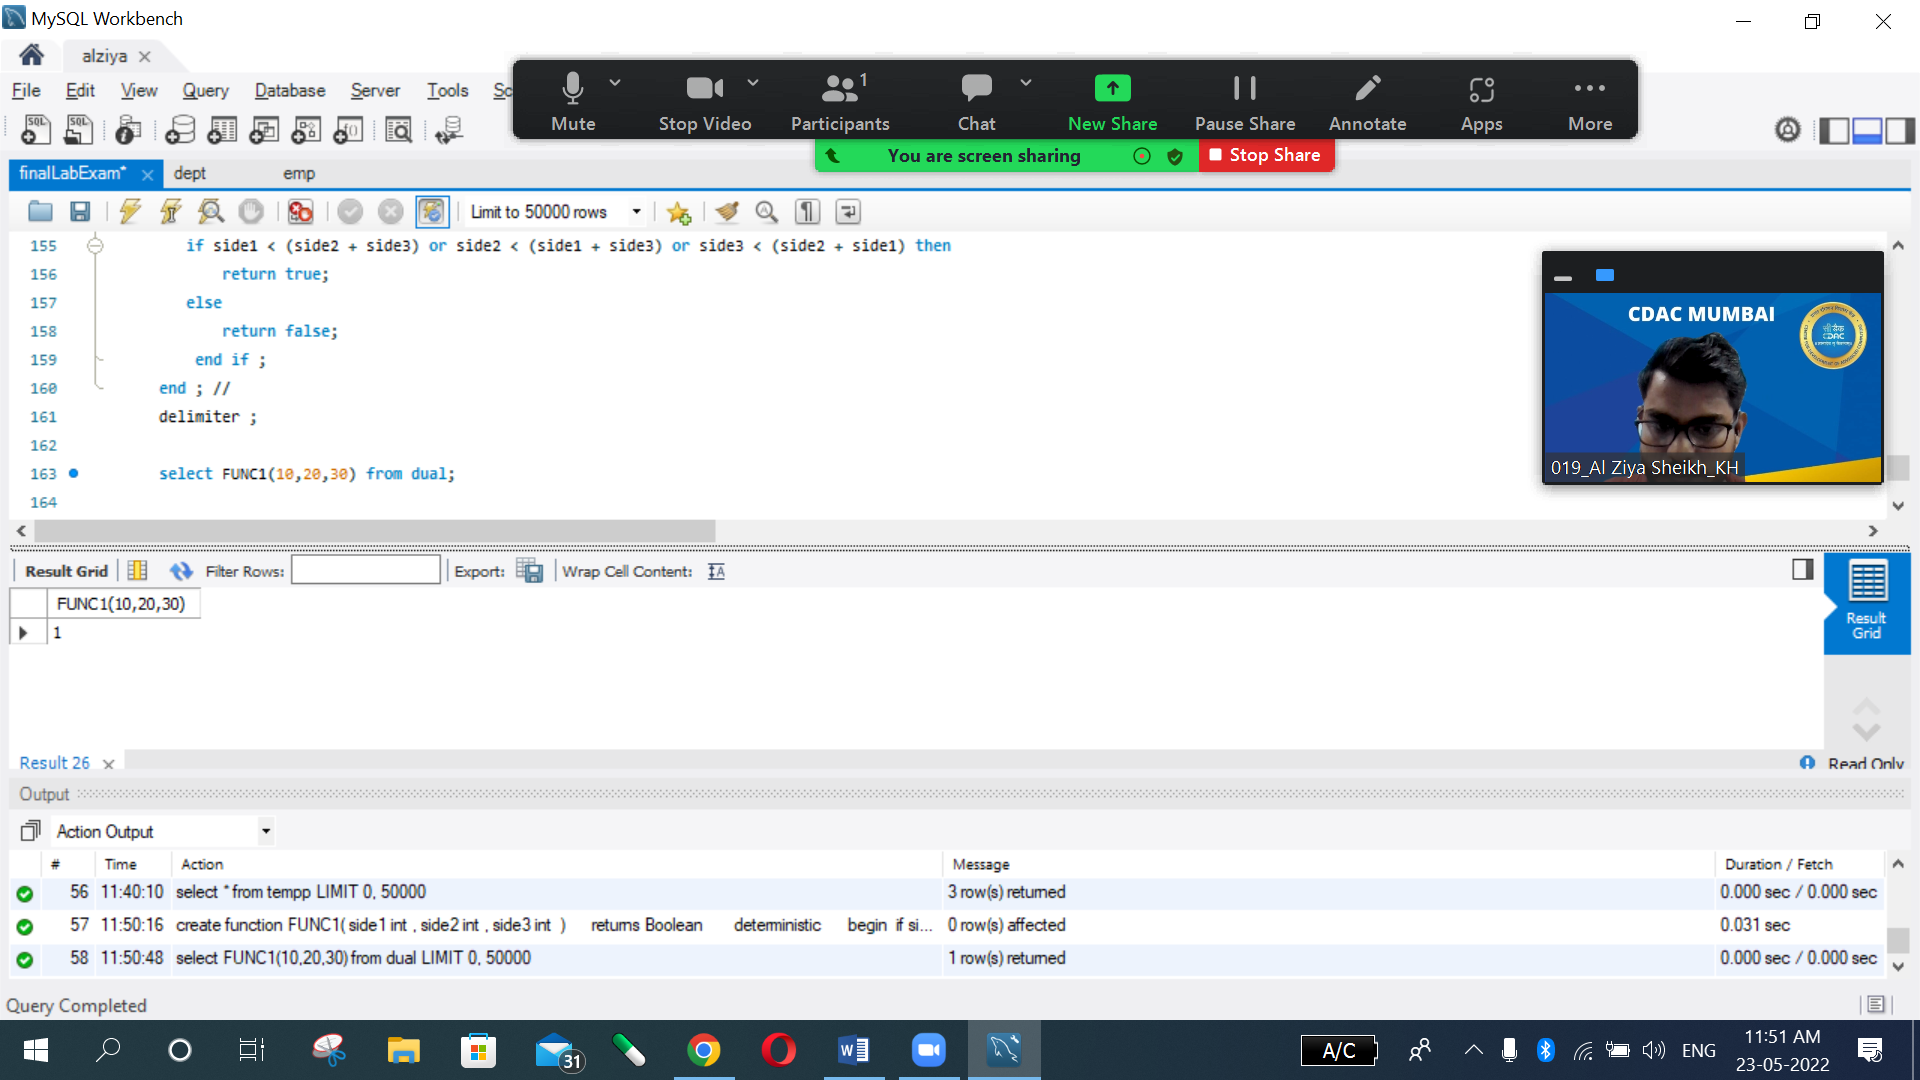 MySQL Workbench
alziya
File Edit View Query Database Server Tools Sc
Mute Stop Video Participants 1 Chat New Share Pause Share Annotate Apps More
You are screen sharing Stop Share
finalLabExam* dept emp
Limit to 50000 rows
155 if side1 < (side2 + side3) or side2 < (side1 + side3) or side3 < (side2 + side1) then
156 return true;
157 else
158 return false;
159 end if ;
160 end ; //
161 delimiter ;
162
163 select FUNC1(10,20,30) from dual;
164
CDAC MUMBAI
CDAC
019_Al Ziya Sheikh_KH
Result Grid Filter Rows: Export: Wrap Cell Content:
FUNC1(10,20,30)
1
Result
Grid
Result 26 Read Only
Output
Action Output
# Time Action Message Duration / Fetch
56 11:40:10 select * from tempp LIMIT 0, 50000 3 row(s) returned 0.000 sec / 0.000 sec
57 11:50:16 create function FUNC1( side1 int , side2 int , side3 int ) returns Boolean deterministic begin if si... 0 row(s) affected 0.031 sec
58 11:50:48 select FUNC1(10,20,30) from dual LIMIT 0, 50000 1 row(s) returned 0.000 sec / 0.000 sec
Query Completed
31 A/C ENG 11:51 AM
23-05-2022